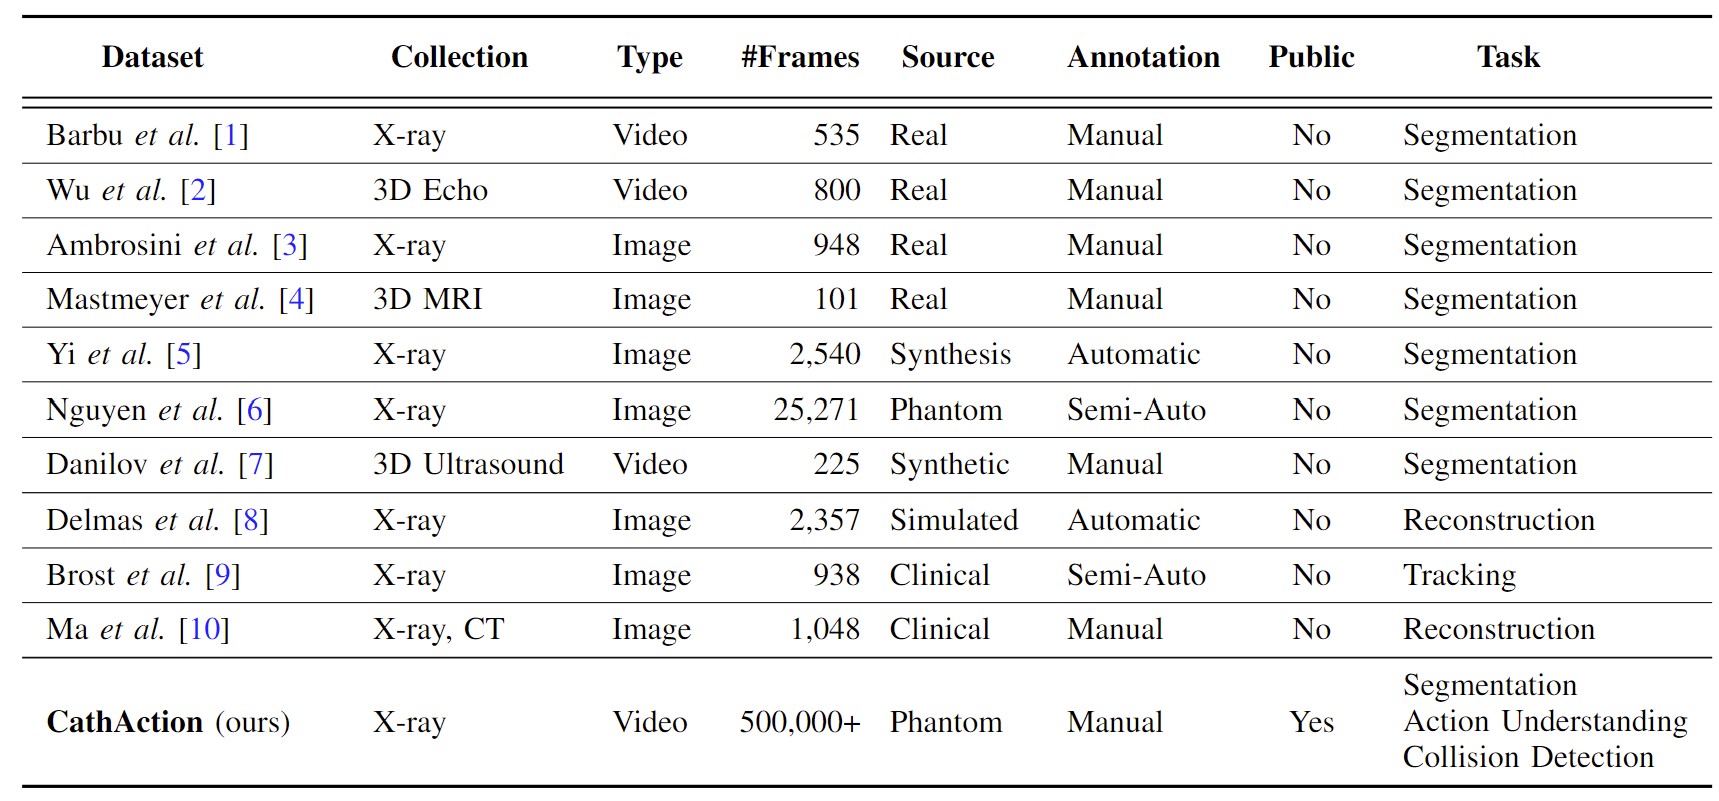 Dataset Collection Type #Frames Source Annotation Public Task
Barbu et al. [1] X-ray Video 535 Real Manual No Segmentation
Wu et al. [2] 3D Echo Video 800 Real Manual No Segmentation
Ambrosini et al. [3] X-ray Image 948 Real Manual No Segmentation
Mastmeyer et al. [4] 3D MRI Image 101 Real Manual No Segmentation
Yi et al. [5] X-ray Image 2,540 Synthesis Automatic No Segmentation
Nguyen et al. [6] X-ray Image 25,271 Phantom Semi-Auto No Segmentation
Danilov et al. [7] 3D Ultrasound Video 225 Synthetic Manual No Segmentation
Delmas et al. [8] X-ray Image 2,357 Simulated Automatic No Reconstruction
Brost et al. [9] X-ray Image 938 Clinical Semi-Auto No Tracking
Ma et al. [10] X-ray, CT Image 1,048 Clinical Manual No Reconstruction
Segmentation
CathAction (ours) X-ray Video 500,000+ Phantom Manual Yes Action Understanding
Collision Detection